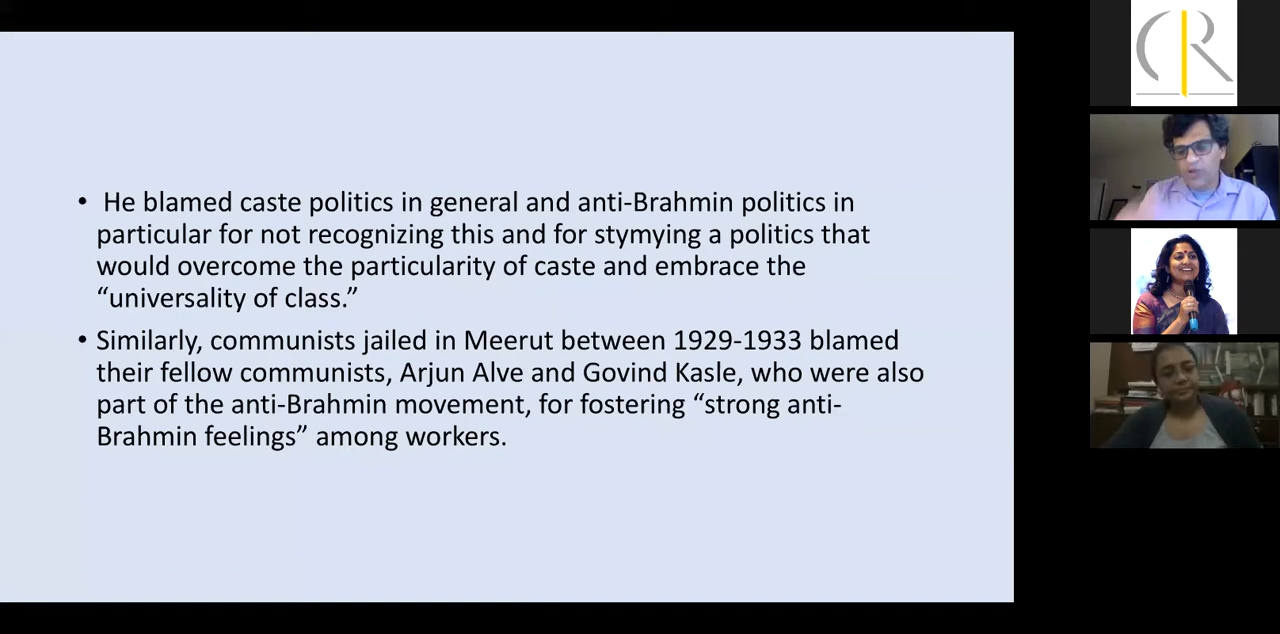 • He blamed caste politics in general and anti-Brahmin politics in
particular for not recognizing this and for stymying a politics that
would overcome the particularity of caste and embrace the
“universality of class.”
• Similarly, communists jailed in Meerut between 1929-1933 blamed
their fellow communists, Arjun Alve and Govind Kasle, who were also
part of the anti-Brahmin movement, for fostering “strong anti-
Brahmin feelings” among workers.
CR